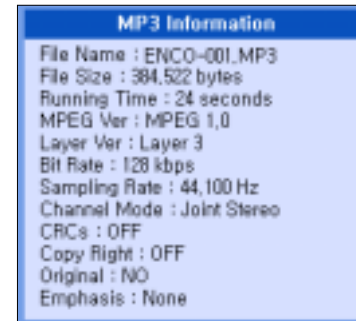 MP3 Information
File Name : ENCO-001.MP3
File Size : 384,522 bytes
Running Time : 24 seconds
MPEG Ver : MPEG 1,0
Layer Ver : Layer 3
Bit Rate : 128 kbps
Sampling Rate : 44,100 Hz
Channel Mode : Joint Stereo
CRCs : OFF
Copy Right : OFF
Original : NO
Emphasis : None